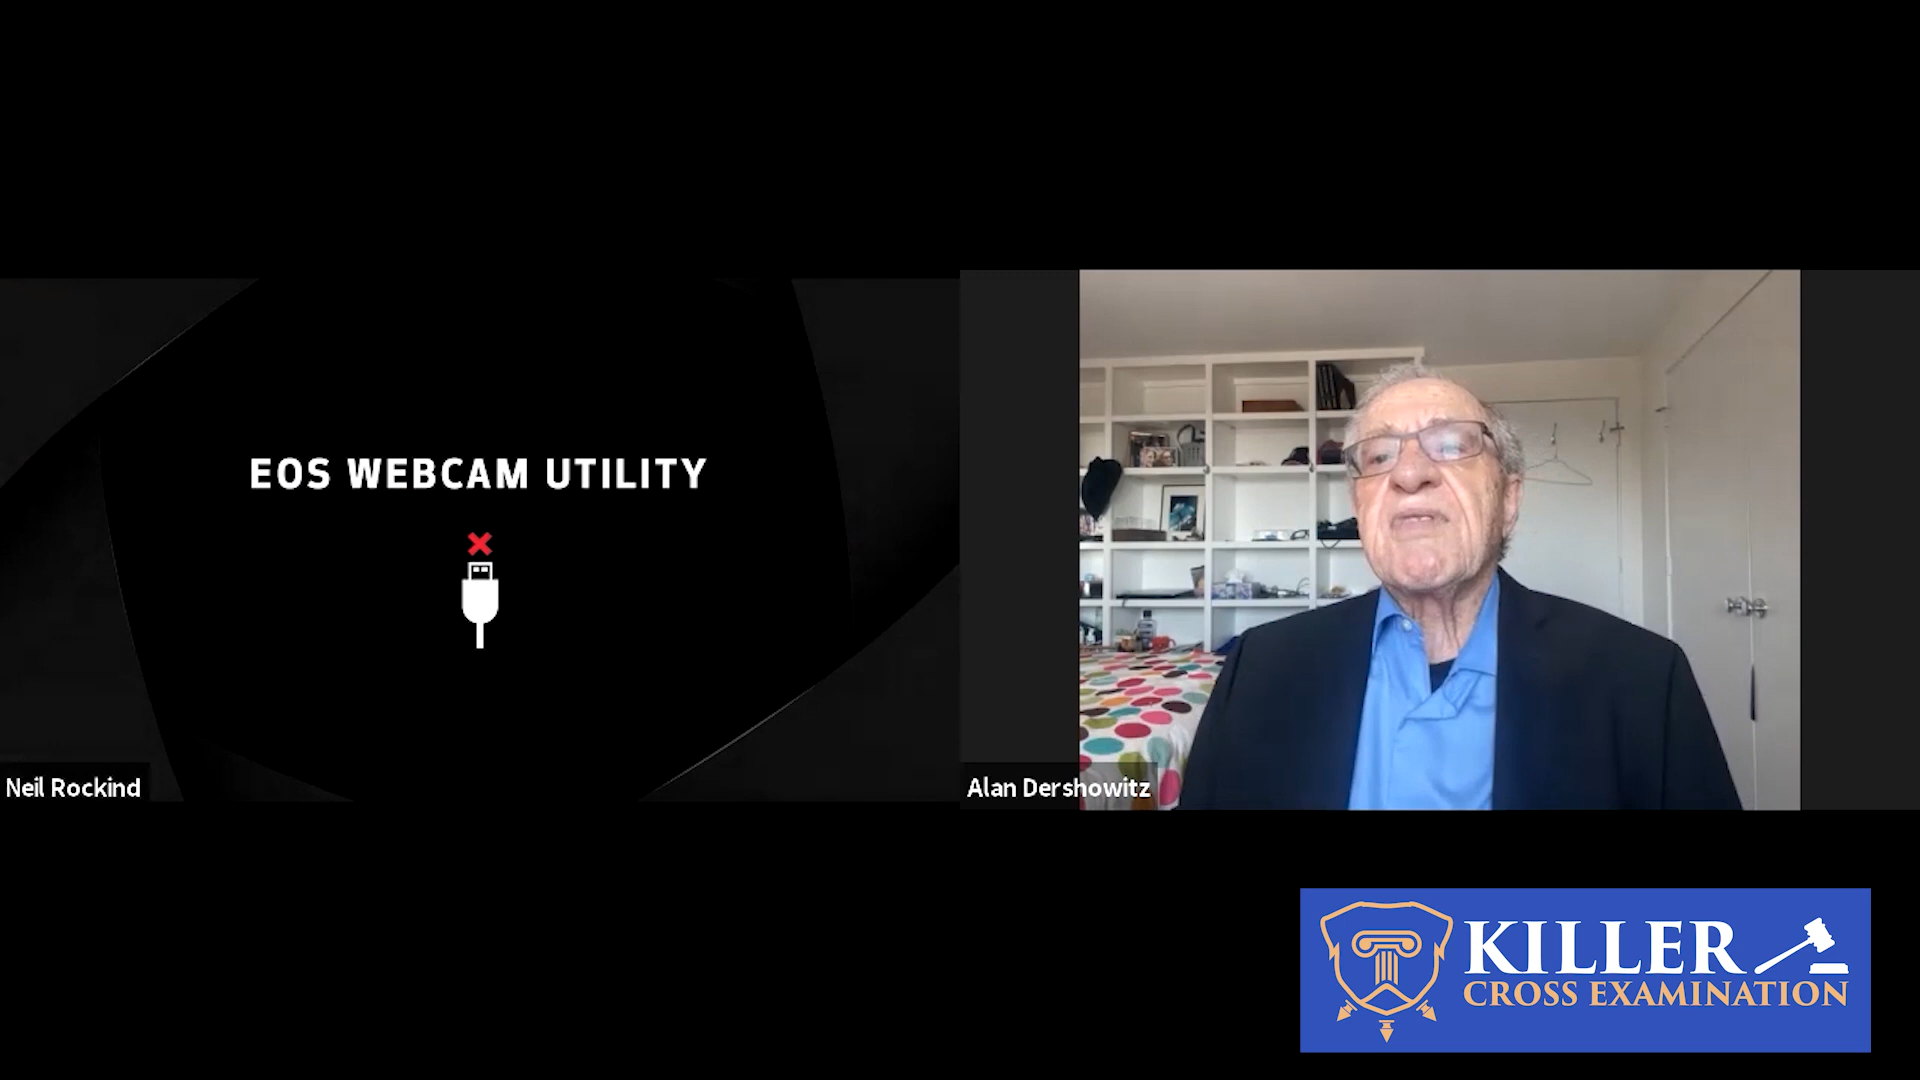 EOS WEBCAM UTILITY
Neil Rockind
Alan Dershowitz
KILLER
CROSS EXAMINATION